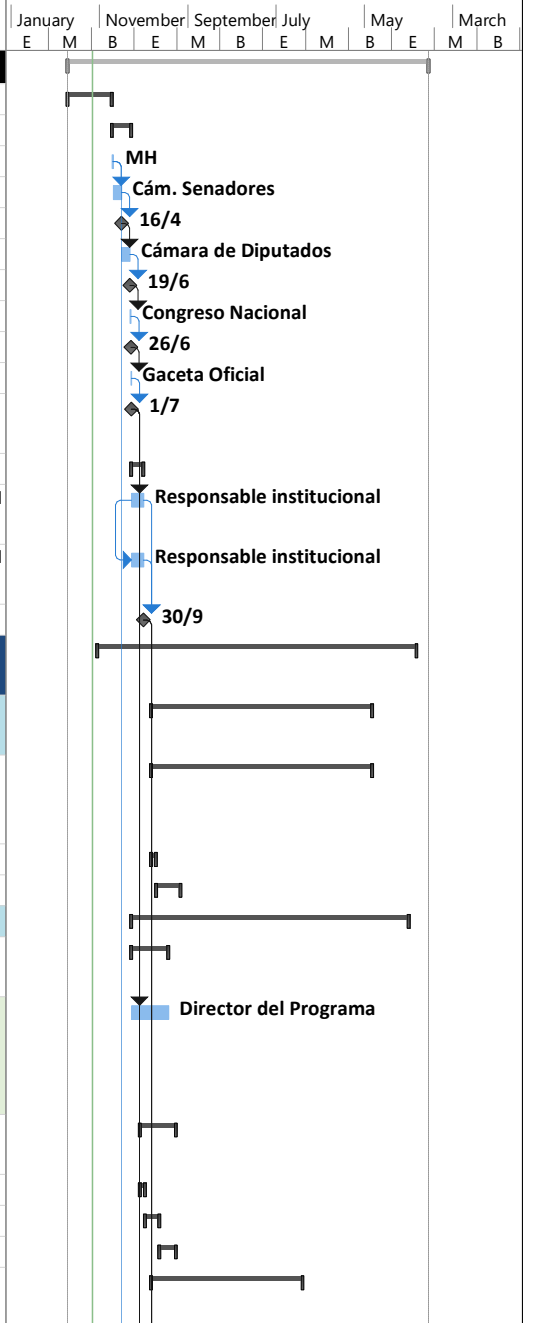 January November September July May March
E M B E M B E M B E M B
MH
Cám. Senadores
16/4
Cámara de Diputados
19/6
Congreso Nacional
26/6
Gaceta Oficial
1/7
Responsable institucional
Responsable institucional
30/9
Director del Programa